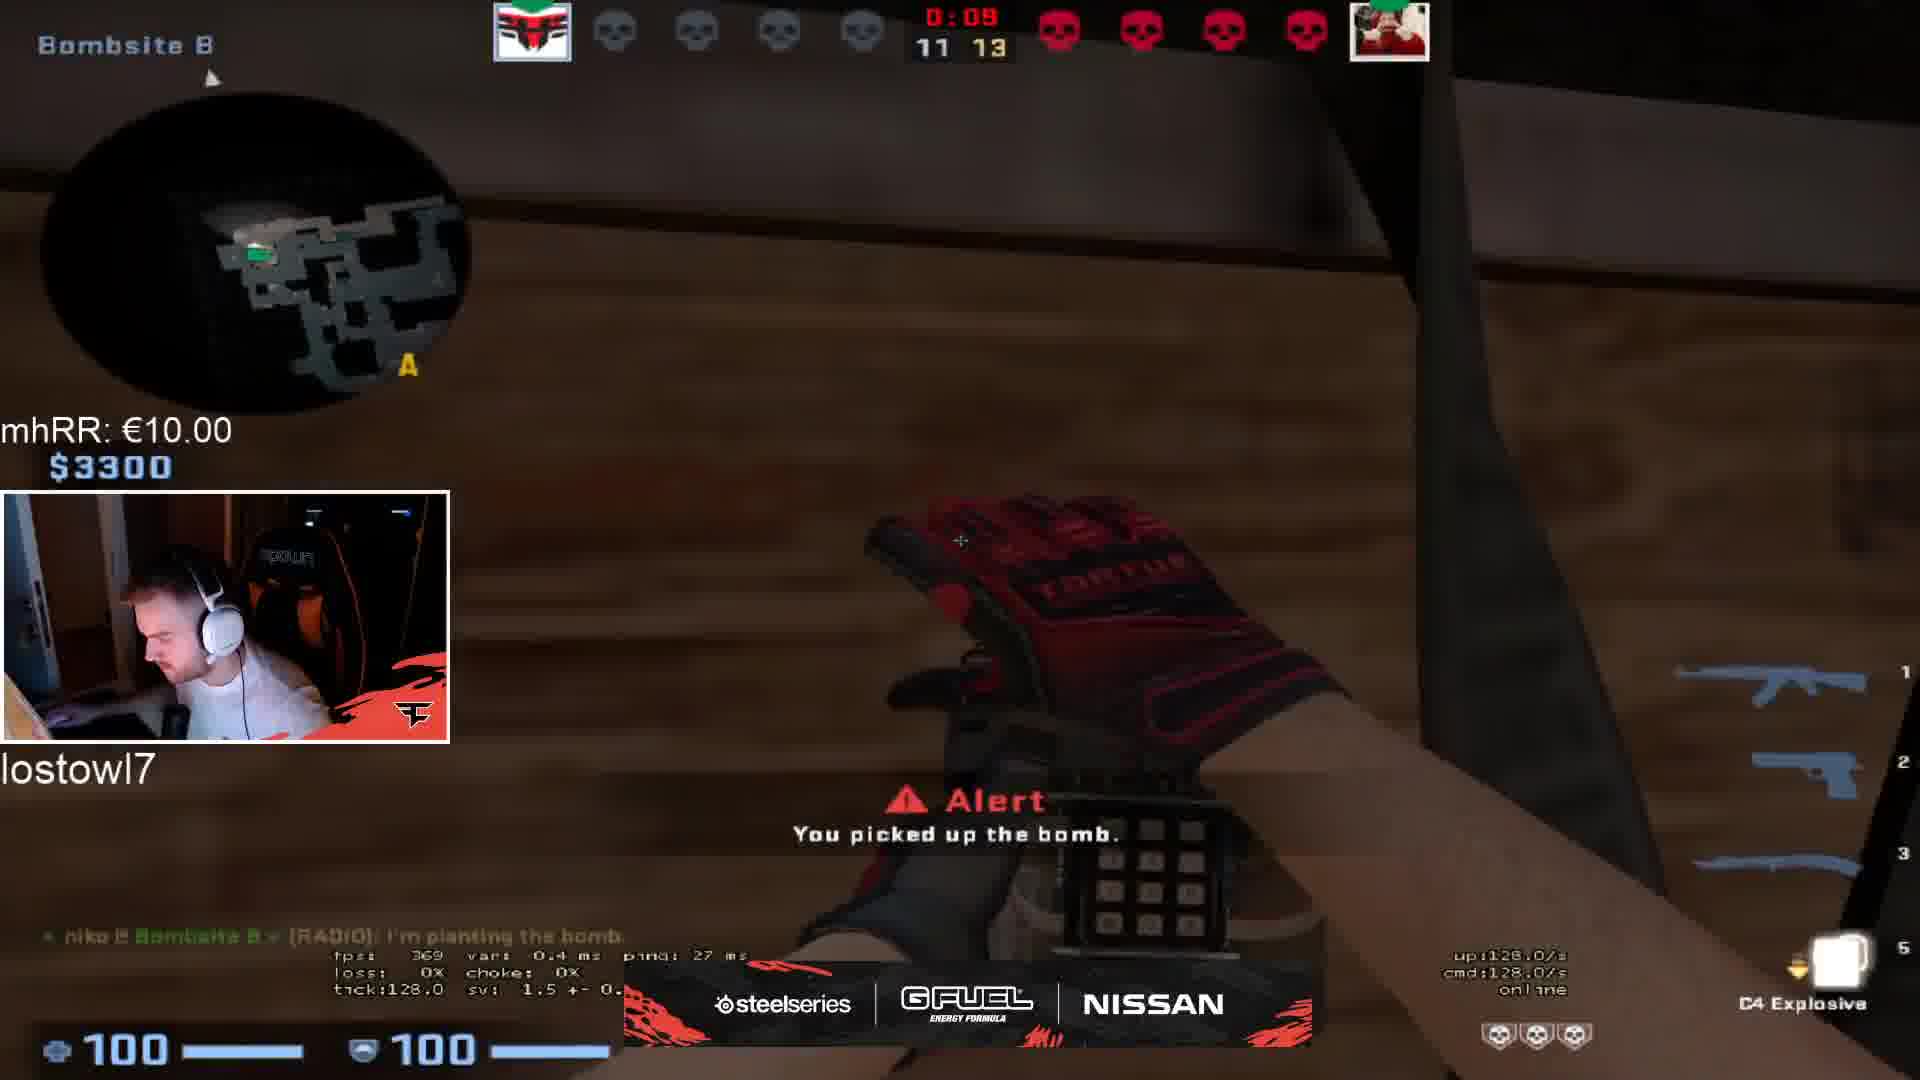 Bombsite B
0:09
11 13
A
mhRR: €10.00
$3300
spawn
lostowl7
TORTUE
Alert
You picked up the bomb.
niko @ Bombsite B (RADIO): I'm planting the bomb.
fps: 369 var: 0.4 ms ping: 27 ms
loss: 0% choke: 0%
tick:128.0 sv: 1.5 +- 0.
up:128.0/s
cmd:128.0/s
online
1
2
3
5
C4 Explosive
steelseries
GFUEL
ENERGY FORMULA
NISSAN
100
100